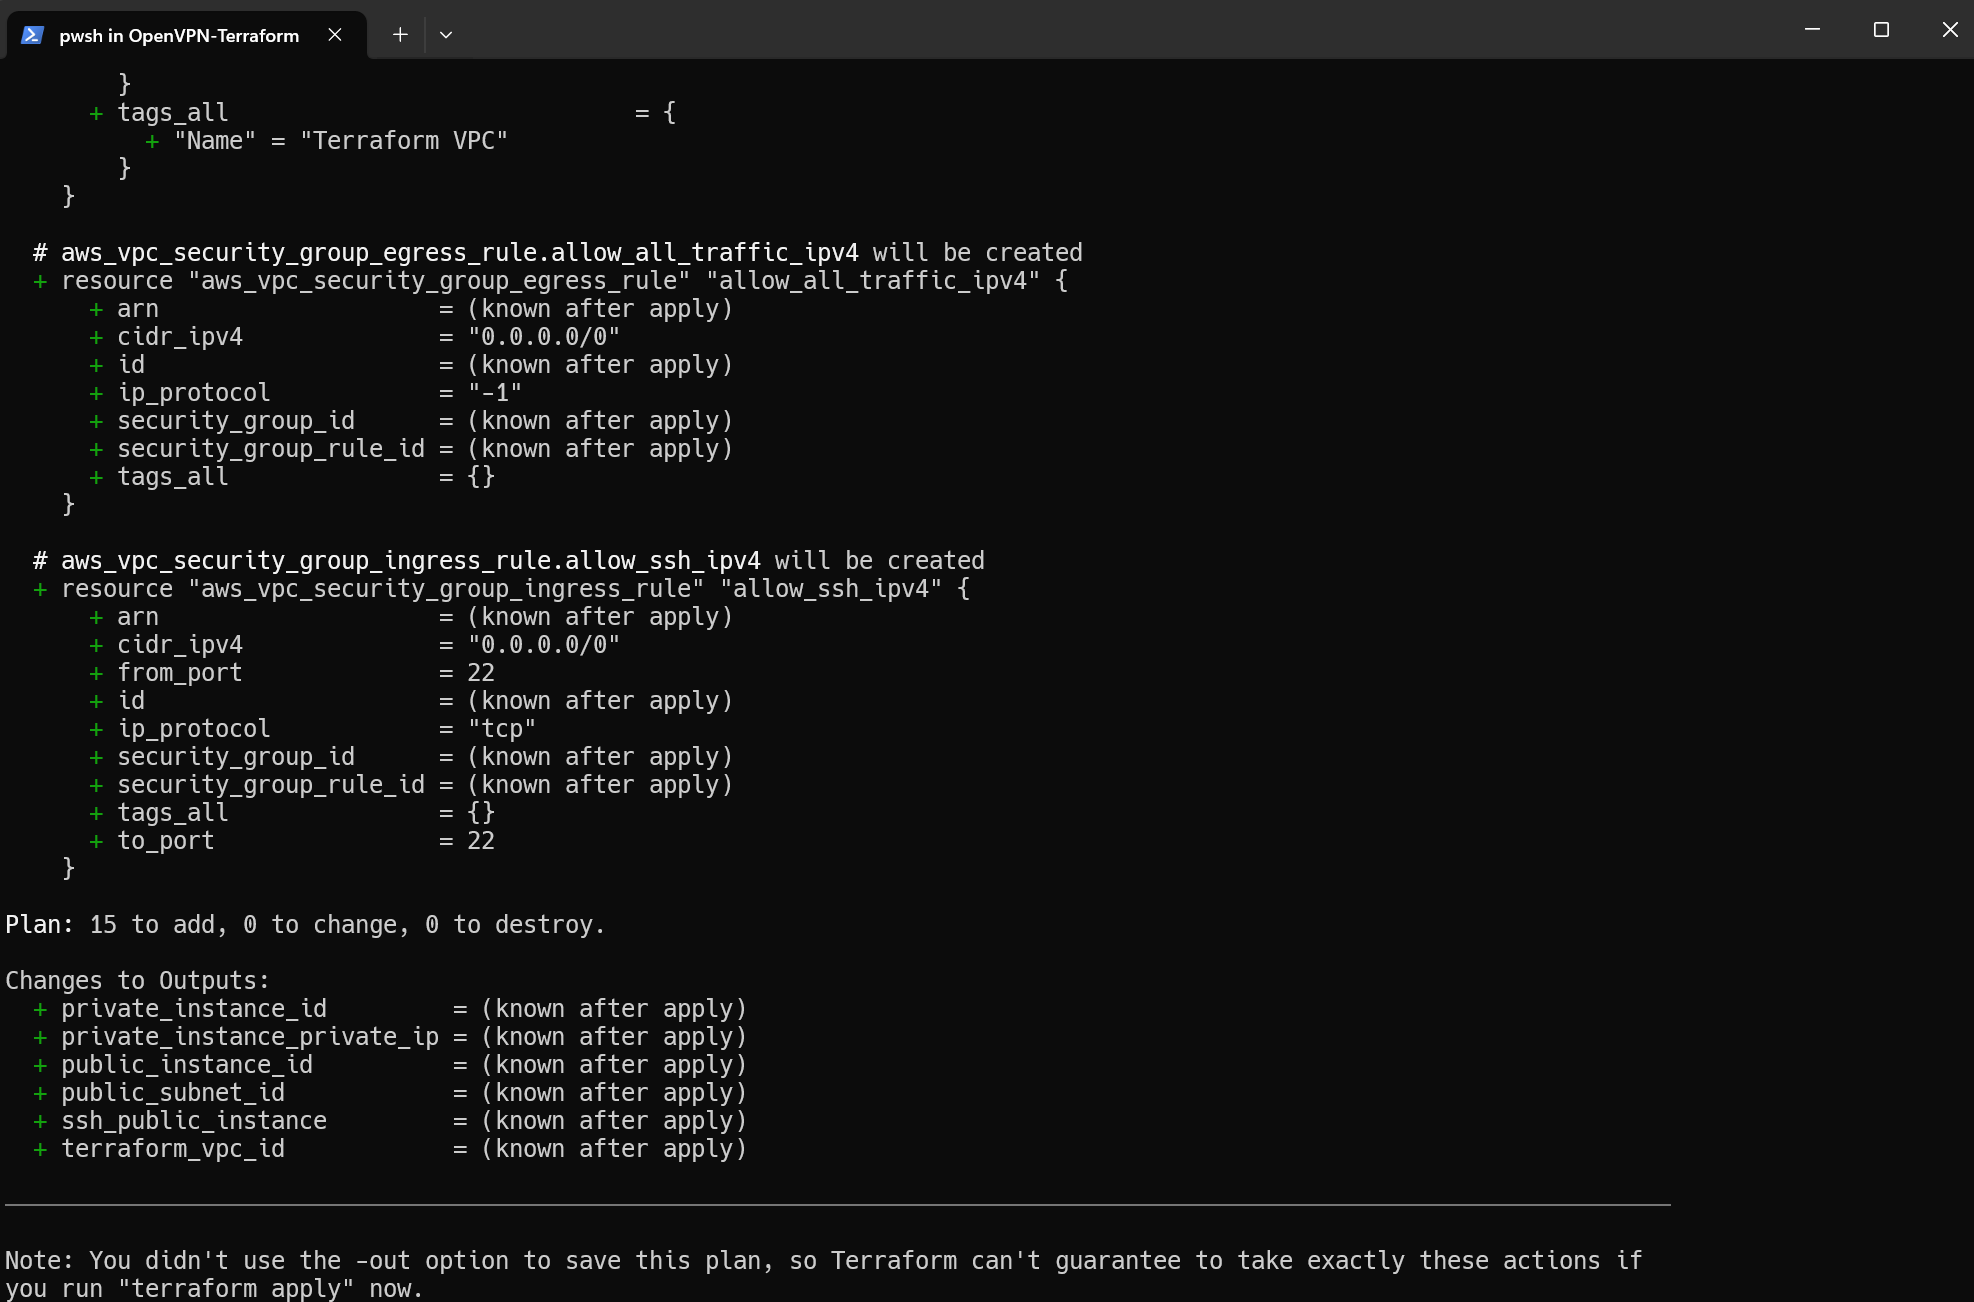 pwsh in OpenVPN-Terraform
        }
      + tags_all                             = {
          + "Name" = "Terraform VPC"
        }
    }

  # aws_vpc_security_group_egress_rule.allow_all_traffic_ipv4 will be created
  + resource "aws_vpc_security_group_egress_rule" "allow_all_traffic_ipv4" {
      + arn                    = (known after apply)
      + cidr_ipv4              = "0.0.0.0/0"
      + id                     = (known after apply)
      + ip_protocol            = "-1"
      + security_group_id      = (known after apply)
      + security_group_rule_id = (known after apply)
      + tags_all               = {}
    }

  # aws_vpc_security_group_ingress_rule.allow_ssh_ipv4 will be created
  + resource "aws_vpc_security_group_ingress_rule" "allow_ssh_ipv4" {
      + arn                    = (known after apply)
      + cidr_ipv4              = "0.0.0.0/0"
      + from_port              = 22
      + id                     = (known after apply)
      + ip_protocol            = "tcp"
      + security_group_id      = (known after apply)
      + security_group_rule_id = (known after apply)
      + tags_all               = {}
      + to_port                = 22
    }

Plan: 15 to add, 0 to change, 0 to destroy.

Changes to Outputs:
  + private_instance_id         = (known after apply)
  + private_instance_private_ip = (known after apply)
  + public_instance_id          = (known after apply)
  + public_subnet_id            = (known after apply)
  + ssh_public_instance         = (known after apply)
  + terraform_vpc_id            = (known after apply)

Note: You didn't use the -out option to save this plan, so Terraform can't guarantee to take exactly these actions if
you run "terraform apply" now.